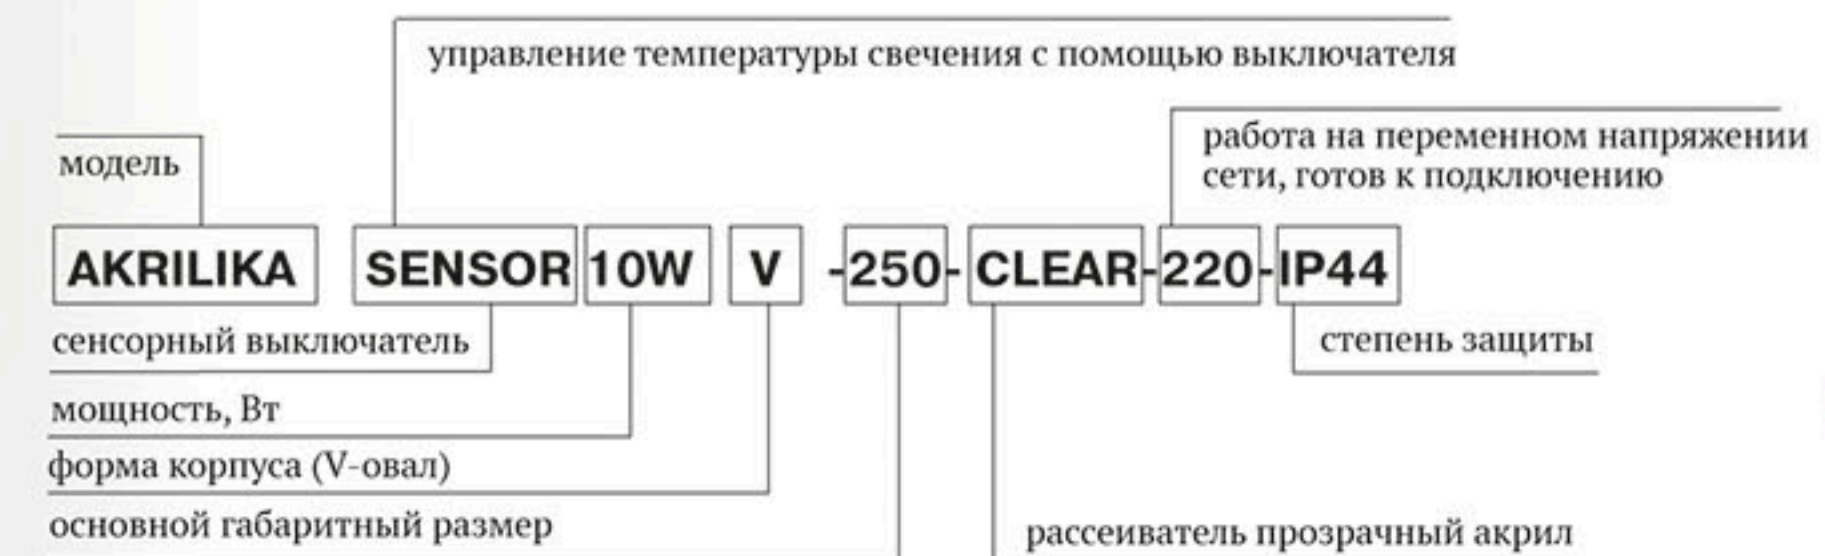 управление температуры свечения с помощью выключателя
работа на переменном напряжении
сети, готов к подключению
модель
AKRILIKA SENSOR 10W V -250- CLEAR-220-IP44
сенсорный выключатель
степень защиты
мощность, Вт
форма корпуса (V-овал)
основной габаритный размер
рассеиватель прозрачный акрил